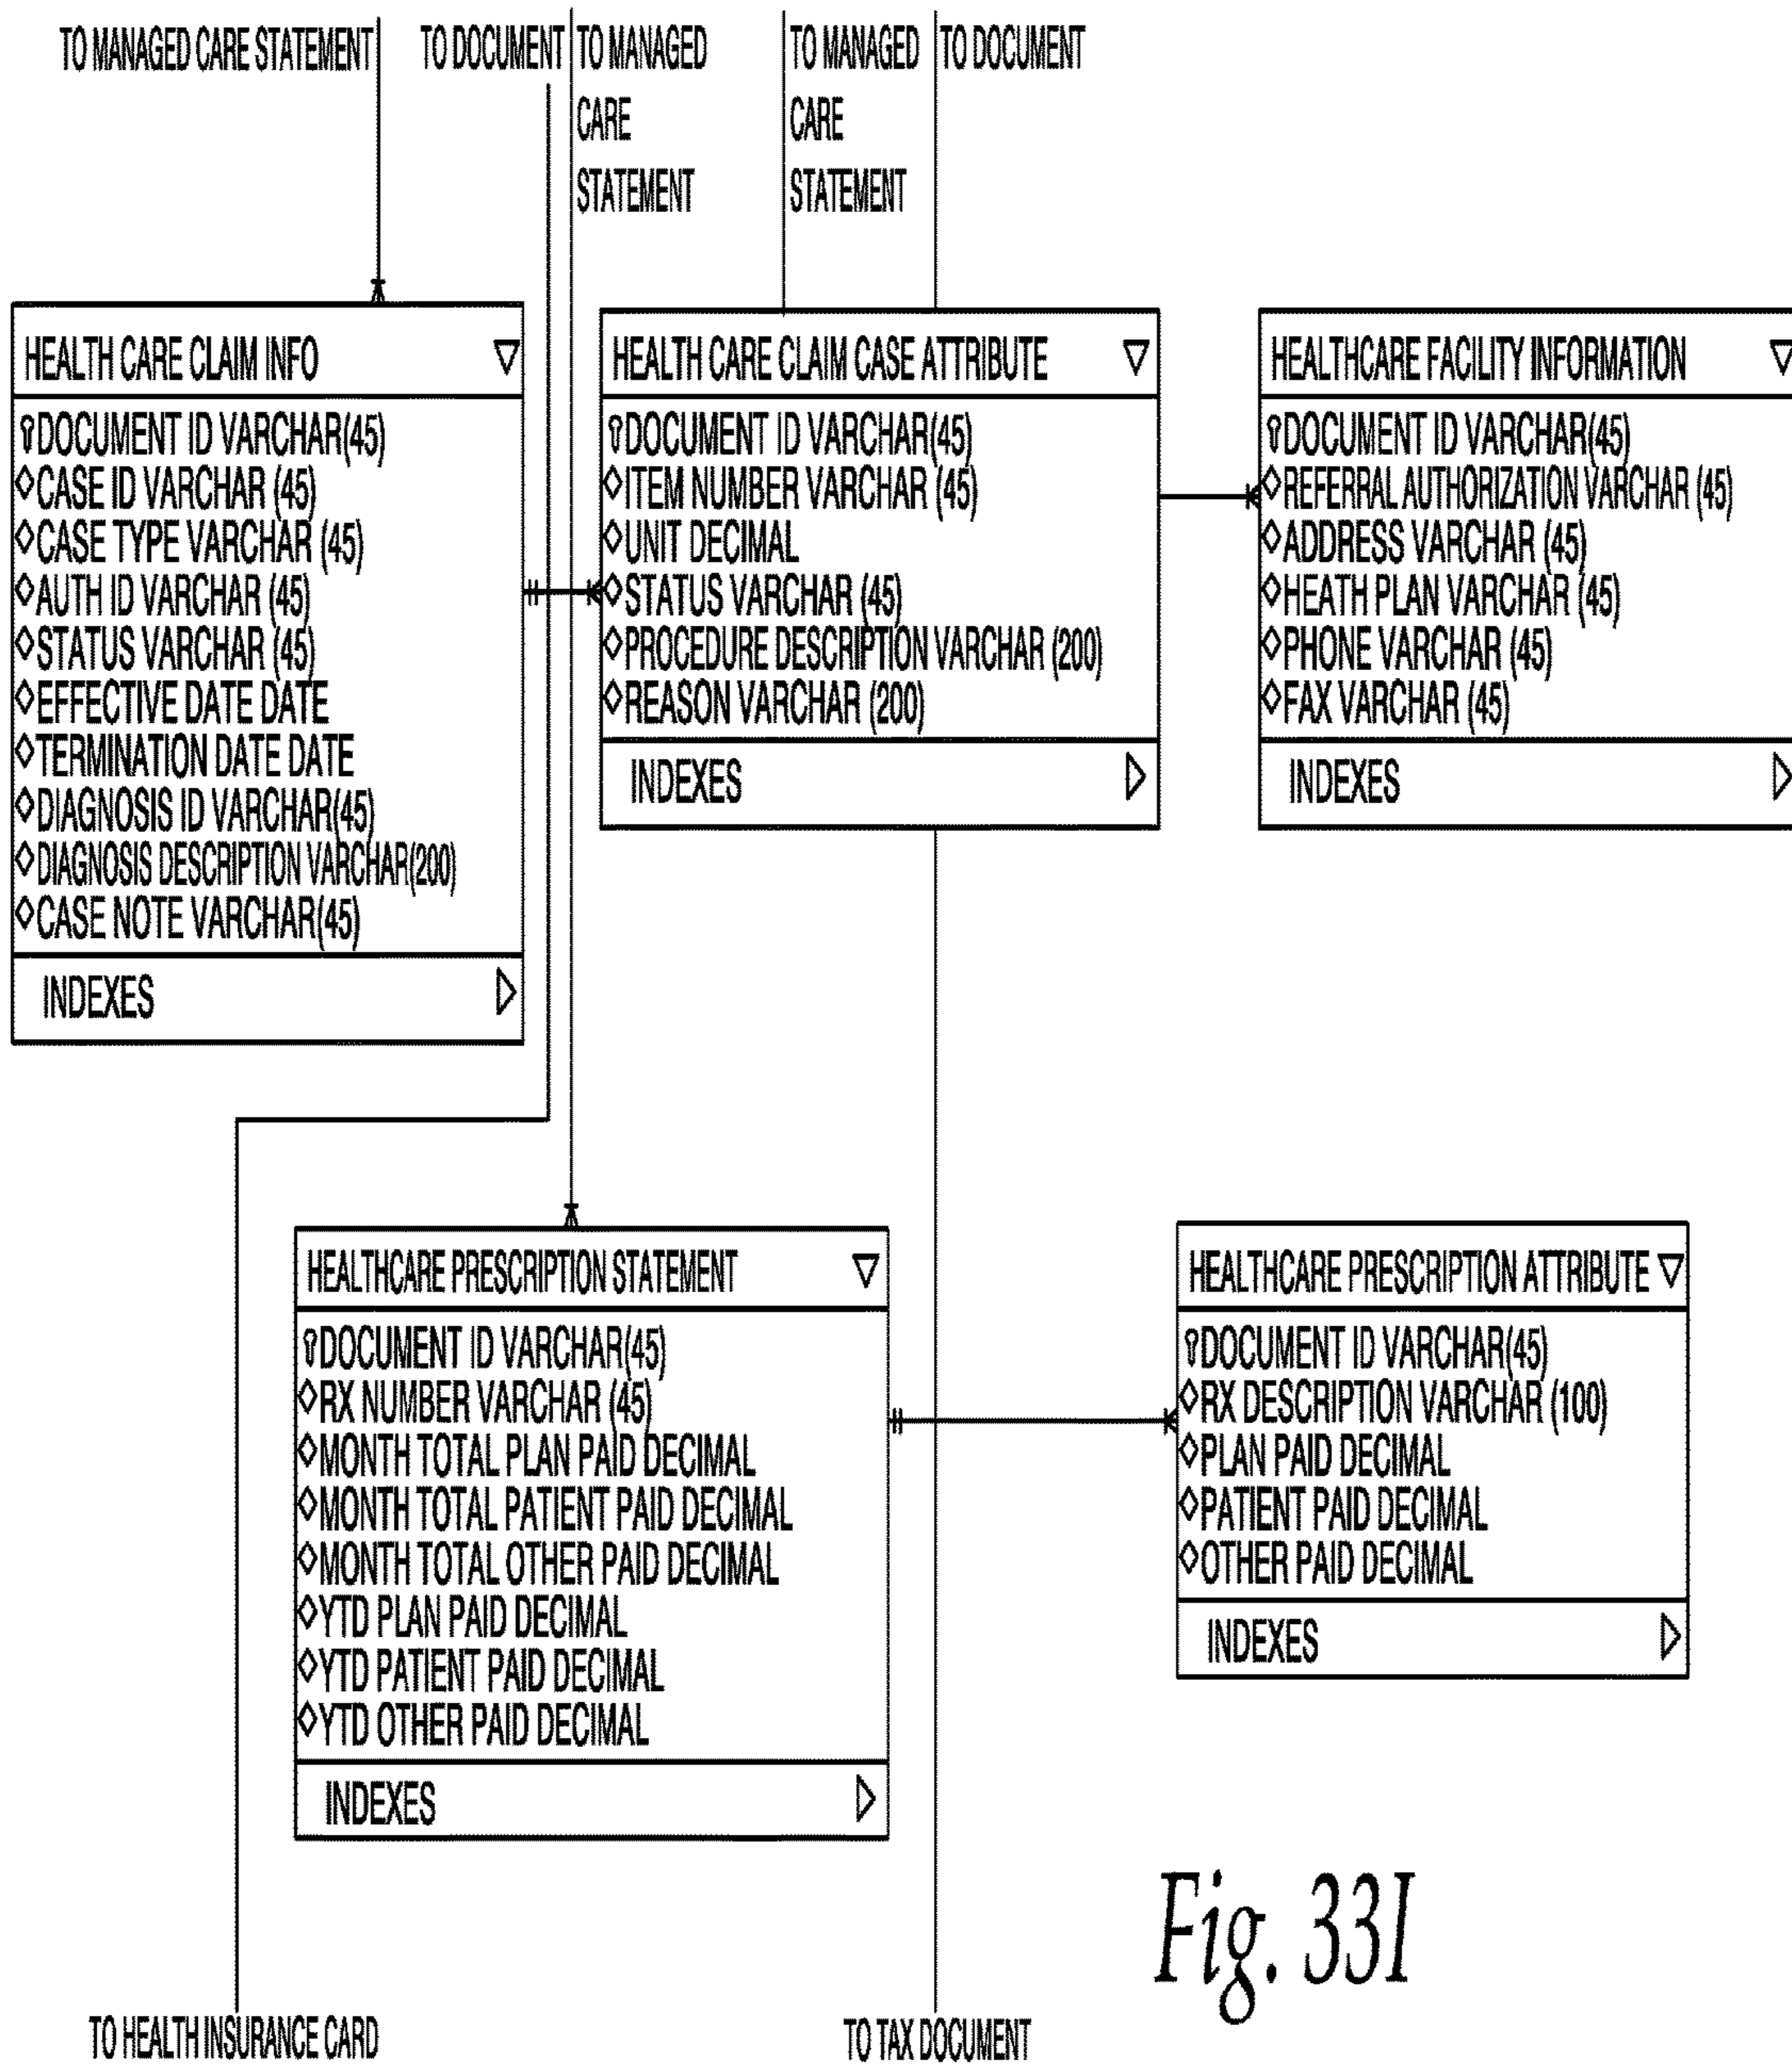 TO MANAGED CARE STATEMENT
TO DOCUMENT
TO MANAGED
CARE
STATEMENT
TO MANAGED
CARE
STATEMENT
TO DOCUMENT
HEALTH CARE CLAIM INFO
DOCUMENT ID VARCHAR(45)
CASE ID VARCHAR (45)
CASE TYPE VARCHAR (45)
AUTH ID VARCHAR (45)
STATUS VARCHAR (45)
EFFECTIVE DATE DATE
TERMINATION DATE DATE
DIAGNOSIS ID VARCHAR(45)
DIAGNOSIS DESCRIPTION VARCHAR(200)
CASE NOTE VARCHAR(45)
INDEXES
HEALTH CARE CLAIM CASE ATTRIBUTE
DOCUMENT ID VARCHAR(45)
ITEM NUMBER VARCHAR (45)
UNIT DECIMAL
STATUS VARCHAR (45)
PROCEDURE DESCRIPTION VARCHAR (200)
REASON VARCHAR (200)
INDEXES
HEALTHCARE FACILITY INFORMATION
DOCUMENT ID VARCHAR(45)
REFERRAL AUTHORIZATION VARCHAR (45)
ADDRESS VARCHAR (45)
HEATH PLAN VARCHAR (45)
PHONE VARCHAR (45)
FAX VARCHAR (45)
INDEXES
HEALTHCARE PRESCRIPTION STATEMENT
DOCUMENT ID VARCHAR(45)
RX NUMBER VARCHAR (45)
MONTH TOTAL PLAN PAID DECIMAL
MONTH TOTAL PATIENT PAID DECIMAL
MONTH TOTAL OTHER PAID DECIMAL
YTD PLAN PAID DECIMAL
YTD PATIENT PAID DECIMAL
YTD OTHER PAID DECIMAL
INDEXES
HEALTHCARE PRESCRIPTION ATTRIBUTE
DOCUMENT ID VARCHAR(45)
RX DESCRIPTION VARCHAR (100)
PLAN PAID DECIMAL
PATIENT PAID DECIMAL
OTHER PAID DECIMAL
INDEXES
Fig. 33I
TO HEALTH INSURANCE CARD
TO TAX DOCUMENT